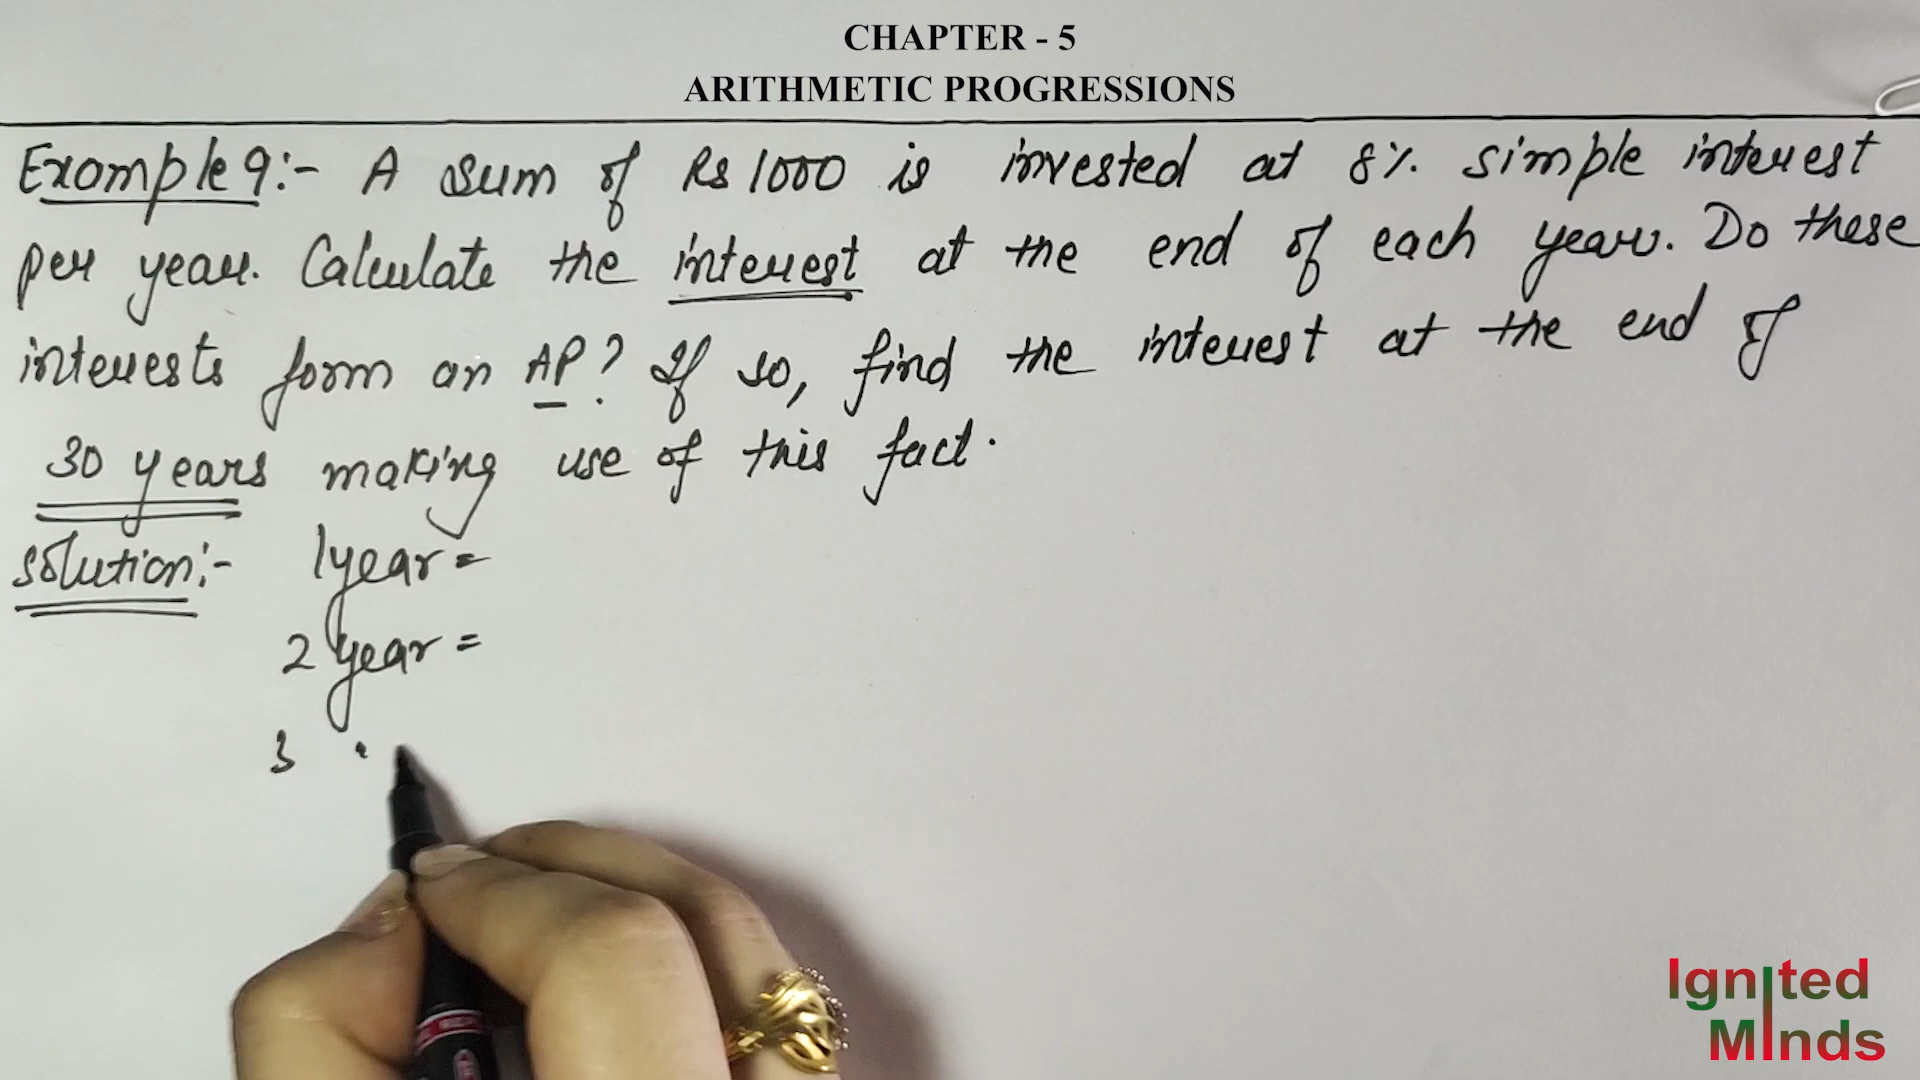 CHAPTER - 5
ARITHMETIC PROGRESSIONS
Example 9:- A sum of Rs 1000 is invested at 8%. simple interest
per year. Calculate the interest at the end of each year. Do these
interests form an AP? If so, find the interest at the end of
30 years making use of this fact.
solution:- 1 year =
2 year =
3 "
Ignited
Minds